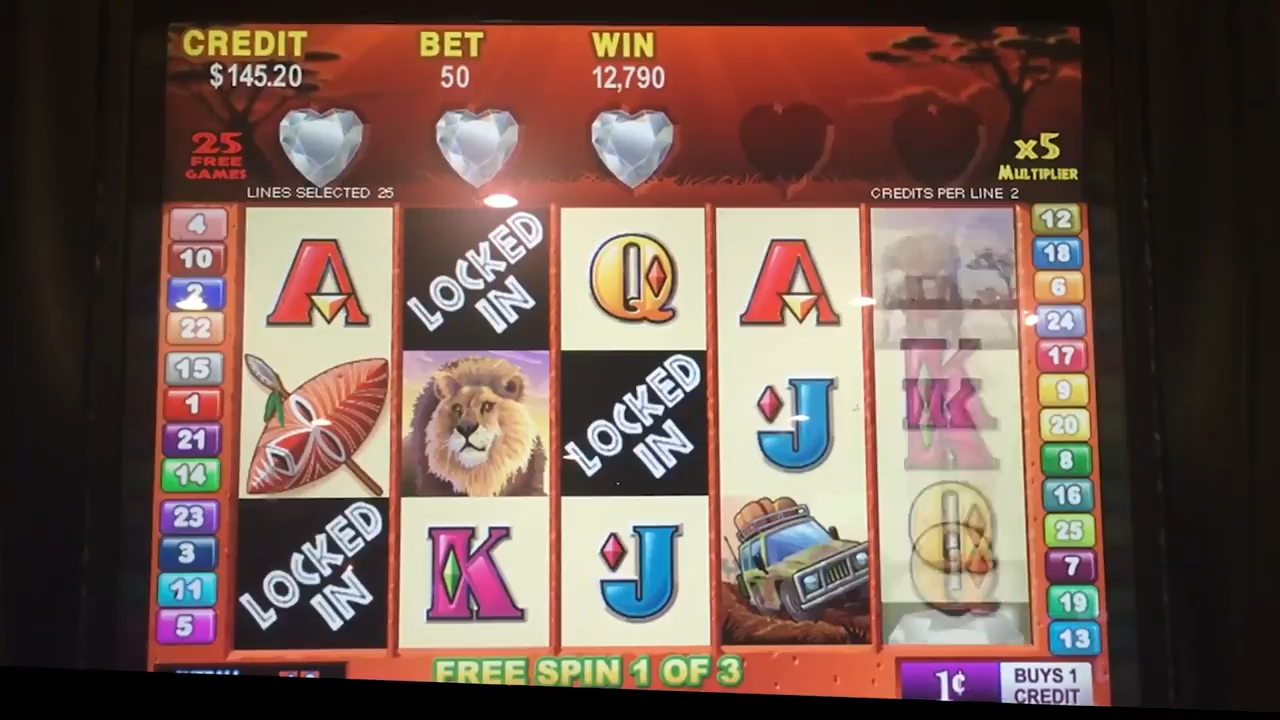 CREDIT BET WIN
$145.20 50 12,790
25
FREE
GAMES
x5
MULTIPLIER
LINES SELECTED 25
CREDITS PER LINE 2
4 12
10 18
2 6
22 24
15 17
1 9
21 20
14 8
23 16
3 25
11 7
5 19
13
A LOCKED IN Q A
LOCKED IN J K
LOCKED IN K J Q
FREE SPIN 1 OF 3
1¢ BUYS 1
CREDIT